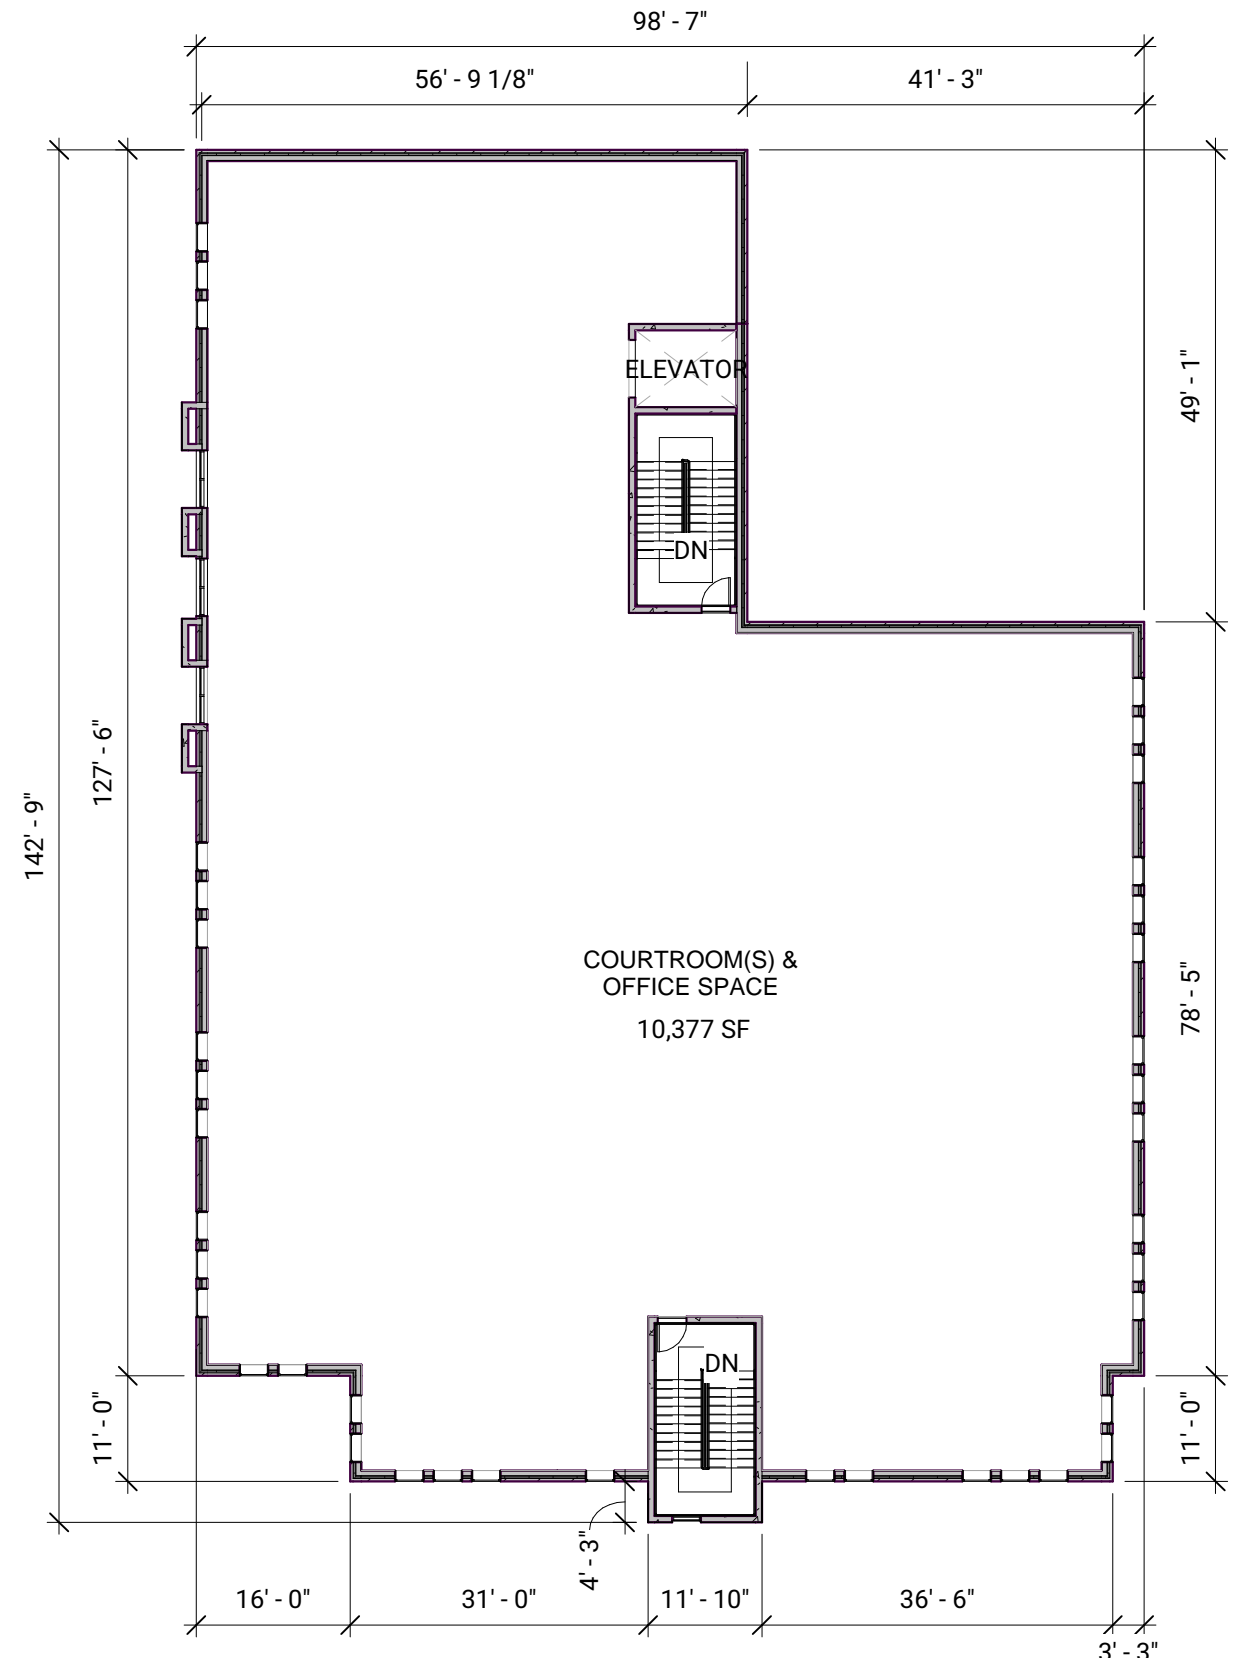 98' - 7"
56' - 9 1/8"
41' - 3"
ELEVATOR
49' - 1"
DN
127' - 6"
142' - 9"
COURTROOM(S) &
OFFICE SPACE
10,377 SF
78' - 5"
DN
11' - 0"
11' - 0"
4' - 3"
16' - 0"
31' - 0"
11' - 10"
36' - 6"
3' - 3"